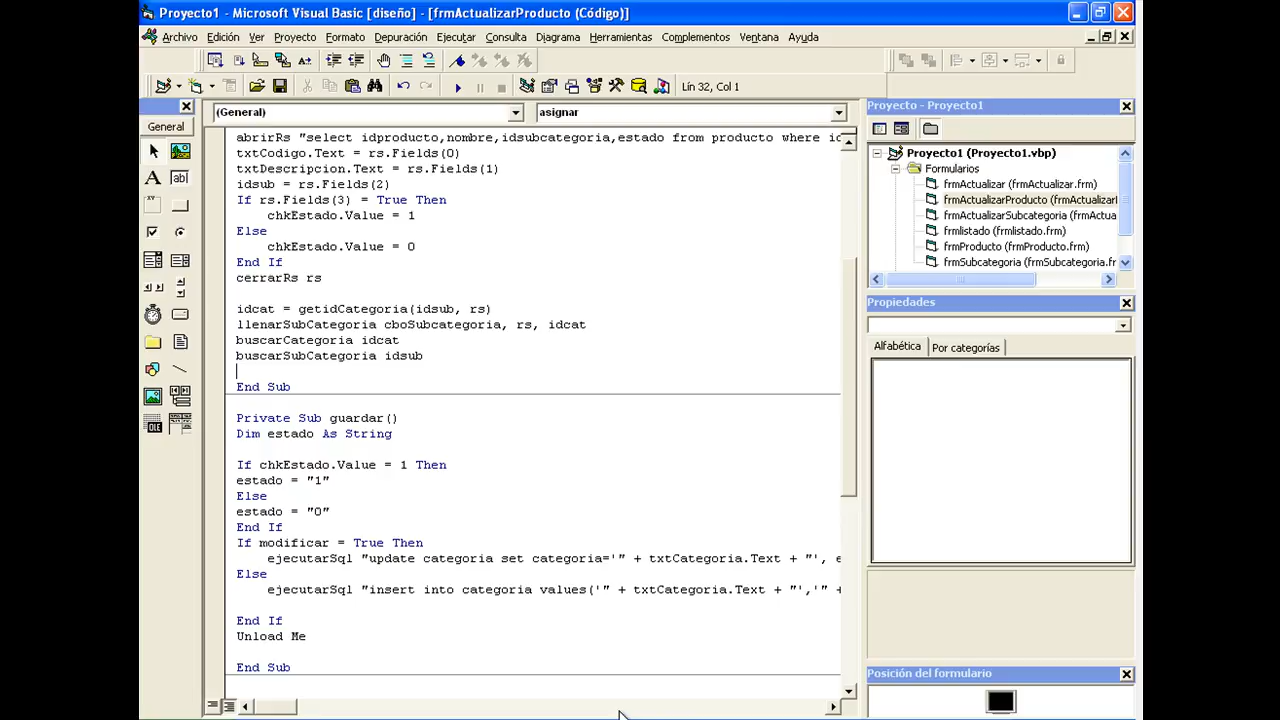 Proyecto1 - Microsoft Visual Basic [diseño] - [frmActualizarProducto (Código)]
Archivo Edición Ver Proyecto Formato Depuración Ejecutar Consulta Diagrama Herramientas Complementos Ventana Ayuda
Lín 32, Col 1
General
(General) asignar
abrirRs "select idproducto,nombre,idsubcategoria,estado from producto where id
txtCodigo.Text = rs.Fields(0)
txtDescripcion.Text = rs.Fields(1)
idsub = rs.Fields(2)
If rs.Fields(3) = True Then
chkEstado.Value = 1
Else
chkEstado.Value = 0
End If
cerrarRs rs
idcat = getidCategoria(idsub, rs)
llenarSubCategoria cboSubcategoria, rs, idcat
buscarCategoria idcat
buscarSubCategoria idsub
End Sub
Private Sub guardar()
Dim estado As String
If chkEstado.Value = 1 Then
estado = "1"
Else
estado = "0"
End If
If modificar = True Then
ejecutarSql "update categoria set categoria='" + txtCategoria.Text + "', e
Else
ejecutarSql "insert into categoria values('" + txtCategoria.Text + "','" +
End If
Unload Me
End Sub
Proyecto - Proyecto1
Proyecto1 (Proyecto1.vbp)
Formularios
frmActualizar (frmActualizar.frm)
frmActualizarProducto (frmActualizarl
frmActualizarSubcategoria (frmActua
frmlistado (frmlistado.frm)
frmProducto (frmProducto.frm)
frmSubcategoria (frmSubcategoria.fr
Propiedades
Alfabética Por categorías
Posición del formulario